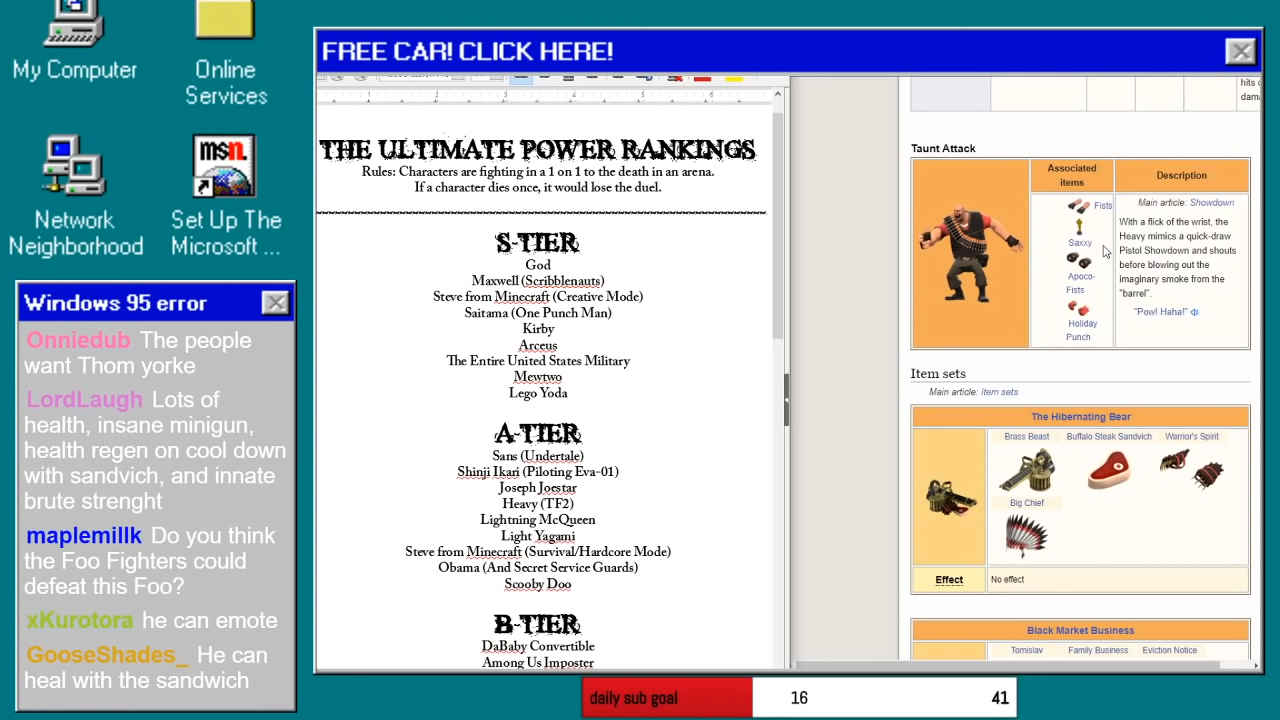 My Computer
Online
Services
Network
Neighborhood
msn.
Set Up The
Microsoft ...
Windows 95 error
Onniedub The people
want Thom yorke
LordLaugh Lots of
health, insane minigun,
health regen on cool down
with sandvich, and innate
brute strenght
maplemillk Do you think
the Foo Fighters could
defeat this Foo?
xKurotora he can emote
GooseShades_ He can
heal with the sandwich
FREE CAR! CLICK HERE!
1 2 3 4 5 6
THE ULTIMATE POWER RANKINGS
Rules: Characters are fighting in a 1 on 1 to the death in an arena.
If a character dies once, it would lose the duel.
S-TIER
God
Maxwell (Scribblenauts)
Steve from Minecraft (Creative Mode)
Saitama (One Punch Man)
Kirby
Arceus
The Entire United States Military
Mewtwo
Lego Yoda
A-TIER
Sans (Undertale)
Shinji Ikari (Piloting Eva-01)
Joseph Joestar
Heavy (TF2)
Lightning McQueen
Light Yagami
Steve from Minecraft (Survival/Hardcore Mode)
Obama (And Secret Service Guards)
Scooby Doo
B-TIER
DaBaby Convertible
Among Us Imposter
hits
Taunt Attack
Associated
items
Description
Fists
Saxxy
Apoco-
Fists
Holiday
Punch
Main article: Showdown
With a flick of the wrist, the
Heavy mimics a quick-draw
Pistol Showdown and shouts
before blowing out the
imaginary smoke from the
"barrel".
"Pow! Haha!"
Item sets
Main article: Item sets
The Hibernating Bear
Brass Beast Buffalo Steak Sandvich Warrior's Spirit
Big Chief
Effect No effect
Black Market Business
Tomislav Family Business Eviction Notice
daily sub goal 16 41